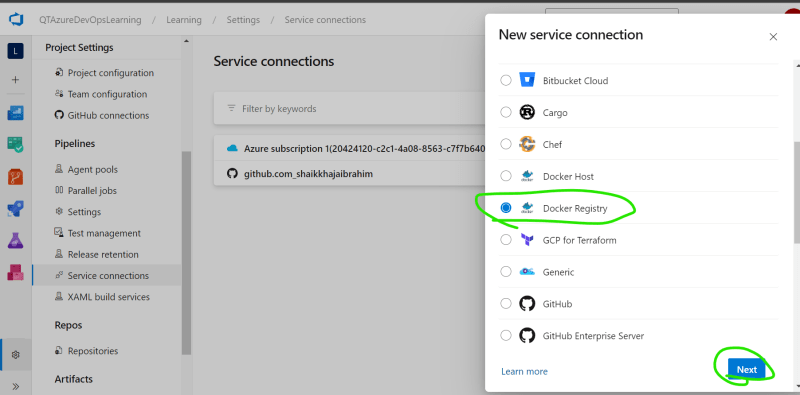 QTAzureDevOpsLearning / Learning / Settings / Service connections
L
Project Settings
Project configuration
Team configuration
GitHub connections
Pipelines
Agent pools
Parallel jobs
Settings
Test management
Release retention
Service connections
XAML build services
Repos
Repositories
Artifacts
Service connections
Filter by keywords
Azure subscription 1(20424120-c2c1-4a08-8563-c7f7b640
github.com_shaikkhajaibrahim
New service connection
Bitbucket Cloud
Cargo
Chef
Docker Host
Docker Registry
GCP for Terraform
Generic
GitHub
GitHub Enterprise Server
Learn more
Next